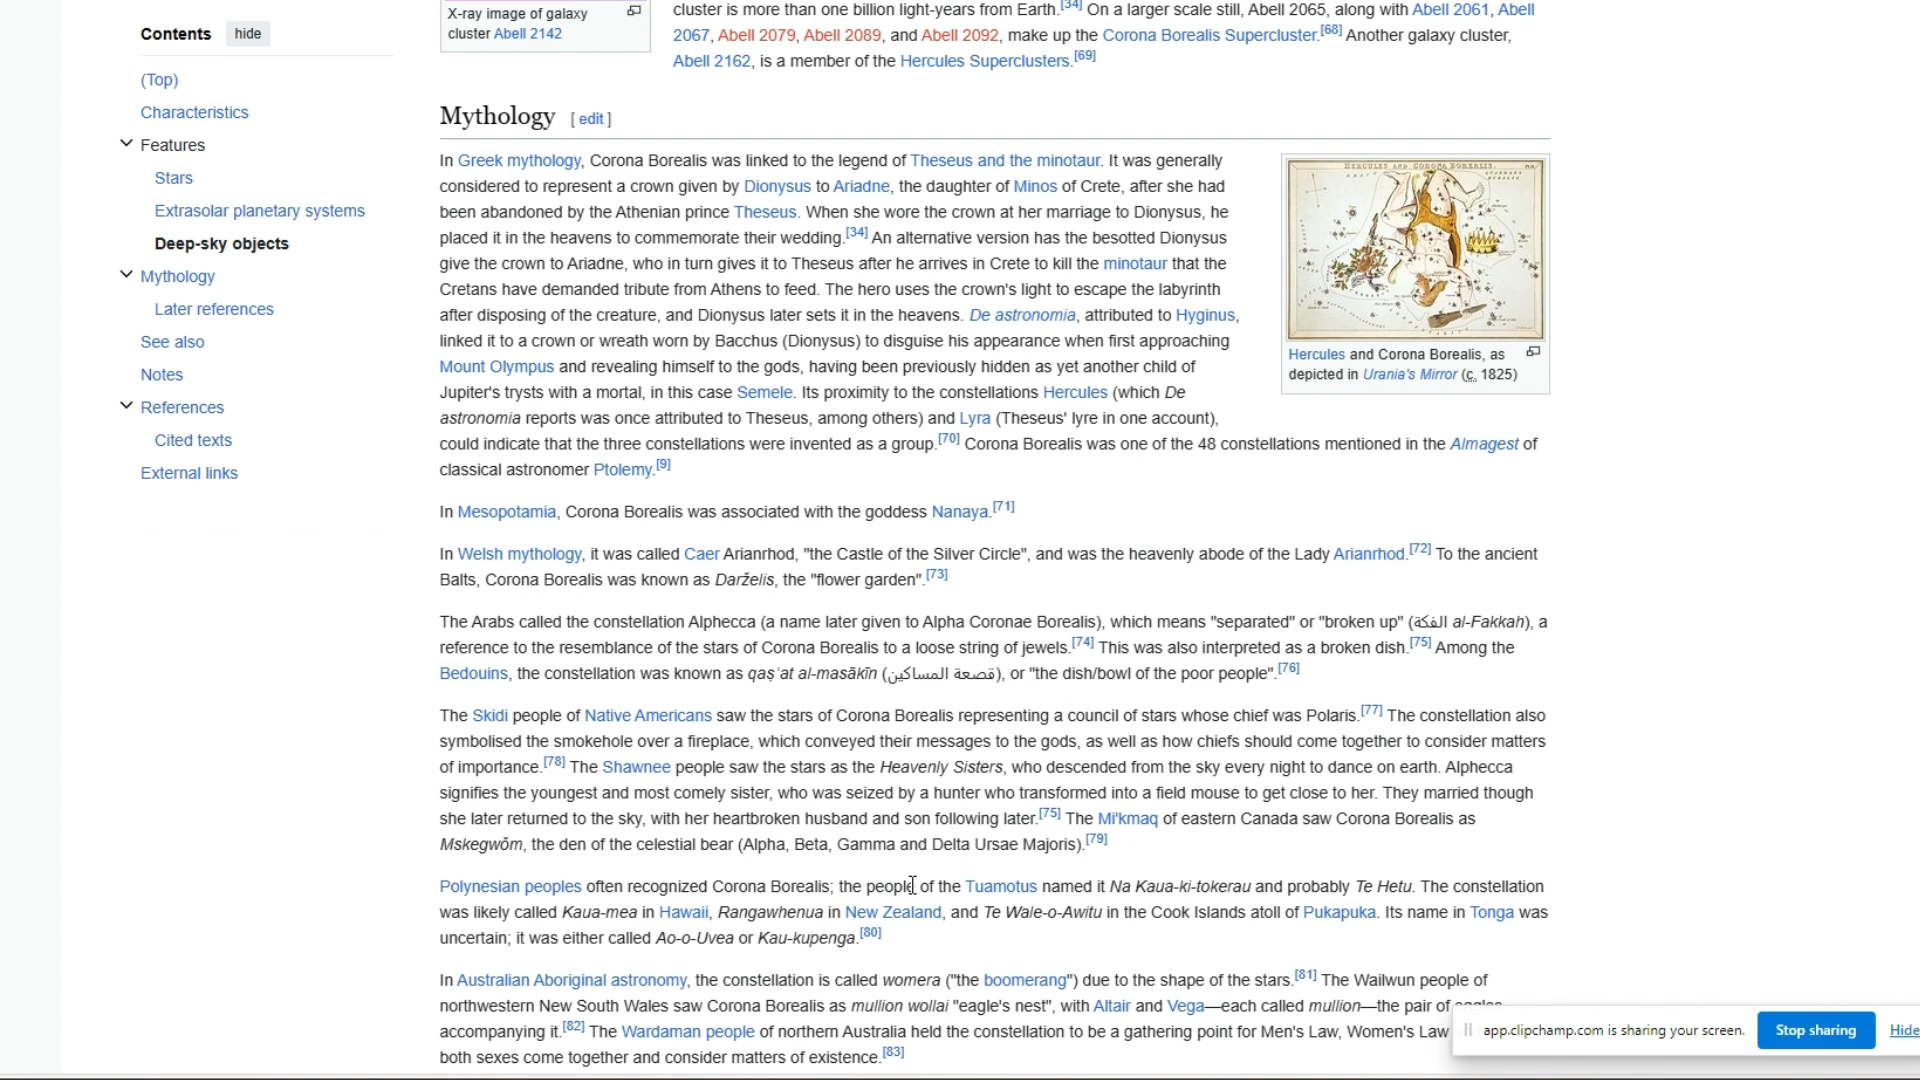 Contents hide
(Top)
Characteristics
Features
Stars
Extrasolar planetary systems
Deep-sky objects
Mythology
Later references
See also
Notes
References
Cited texts
External links
X-ray image of galaxy
cluster Abell 2142
cluster is more than one billion light-years from Earth.[34] On a larger scale still, Abell 2065, along with Abell 2061, Abell
2067, Abell 2079, Abell 2089, and Abell 2092, make up the Corona Borealis Supercluster.[68] Another galaxy cluster,
Abell 2162, is a member of the Hercules Superclusters.[69]
Mythology [ edit ]
In Greek mythology, Corona Borealis was linked to the legend of Theseus and the minotaur. It was generally
considered to represent a crown given by Dionysus to Ariadne, the daughter of Minos of Crete, after she had
been abandoned by the Athenian prince Theseus. When she wore the crown at her marriage to Dionysus, he
placed it in the heavens to commemorate their wedding.[34] An alternative version has the besotted Dionysus
give the crown to Ariadne, who in turn gives it to Theseus after he arrives in Crete to kill the minotaur that the
Cretans have demanded tribute from Athens to feed. The hero uses the crown's light to escape the labyrinth
after disposing of the creature, and Dionysus later sets it in the heavens. De astronomia, attributed to Hyginus,
linked it to a crown or wreath worn by Bacchus (Dionysus) to disguise his appearance when first approaching
Mount Olympus and revealing himself to the gods, having been previously hidden as yet another child of
Jupiter's trysts with a mortal, in this case Semele. Its proximity to the constellations Hercules (which De
astronomia reports was once attributed to Theseus, among others) and Lyra (Theseus' lyre in one account),
could indicate that the three constellations were invented as a group.[70] Corona Borealis was one of the 48 constellations mentioned in the Almagest of
classical astronomer Ptolemy.[9]
HERCULES AND CORONA BOREALIS.
Hercules and Corona Borealis, as
depicted in Urania's Mirror (c. 1825)
In Mesopotamia, Corona Borealis was associated with the goddess Nanaya.[71]
In Welsh mythology, it was called Caer Arianrhod, "the Castle of the Silver Circle", and was the heavenly abode of the Lady Arianrhod.[72] To the ancient
Balts, Corona Borealis was known as Darželis, the "flower garden".[73]
The Arabs called the constellation Alphecca (a name later given to Alpha Coronae Borealis), which means "separated" or "broken up" (الفكة al-Fakkah), a
reference to the resemblance of the stars of Corona Borealis to a loose string of jewels.[74] This was also interpreted as a broken dish.[75] Among the
Bedouins, the constellation was known as qaṣʿat al-masākīn (قصعة المساكين), or "the dish/bowl of the poor people".[76]
The Skidi people of Native Americans saw the stars of Corona Borealis representing a council of stars whose chief was Polaris.[77] The constellation also
symbolised the smokehole over a fireplace, which conveyed their messages to the gods, as well as how chiefs should come together to consider matters
of importance.[78] The Shawnee people saw the stars as the Heavenly Sisters, who descended from the sky every night to dance on earth. Alphecca
signifies the youngest and most comely sister, who was seized by a hunter who transformed into a field mouse to get close to her. They married though
she later returned to the sky, with her heartbroken husband and son following later.[75] The Mi'kmaq of eastern Canada saw Corona Borealis as
Mskegwǒm, the den of the celestial bear (Alpha, Beta, Gamma and Delta Ursae Majoris).[79]
Polynesian peoples often recognized Corona Borealis; the people of the Tuamotus named it Na Kaua-ki-tokerau and probably Te Hetu. The constellation
was likely called Kaua-mea in Hawaii, Rangawhenua in New Zealand, and Te Wale-o-Awitu in the Cook Islands atoll of Pukapuka. Its name in Tonga was
uncertain; it was either called Ao-o-Uvea or Kau-kupenga.[80]
In Australian Aboriginal astronomy, the constellation is called womera ("the boomerang") due to the shape of the stars.[81] The Wailwun people of
northwestern New South Wales saw Corona Borealis as mullion wollai "eagle's nest", with Altair and Vega—each called mullion—the pair of eagles
accompanying it.[82] The Wardaman people of northern Australia held the constellation to be a gathering point for Men's Law, Women's Law
both sexes come together and consider matters of existence.[83]
app.clipchamp.com is sharing your screen. Stop sharing Hide